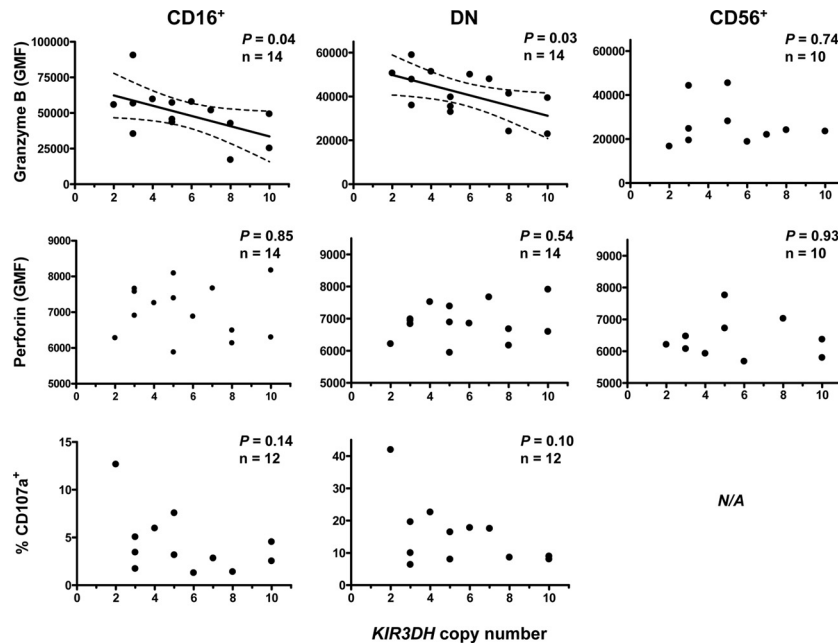 CD16⁺ DN CD56⁺
Granzyme B (GMF)
P = 0.04
n = 14
100000
75000
50000
25000
0
0 2 4 6 8 10
P = 0.03
n = 14
60000
40000
20000
0
0 2 4 6 8 10
P = 0.74
n = 10
60000
40000
20000
0
0 2 4 6 8 10
Perforin (GMF)
P = 0.85
n = 14
9000
8000
7000
6000
5000
0 2 4 6 8 10
P = 0.54
n = 14
9000
8000
7000
6000
5000
0 2 4 6 8 10
P = 0.93
n = 10
9000
8000
7000
6000
5000
0 2 4 6 8 10
% CD107a⁺
P = 0.14
n = 12
15
10
5
0
0 2 4 6 8 10
P = 0.10
n = 12
40
30
20
10
0
0 2 4 6 8 10
N/A
KIR3DH copy number